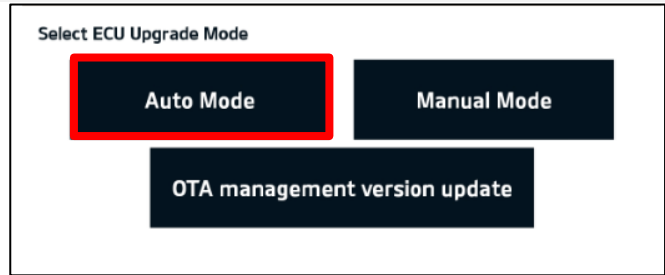 Select ECU Upgrade Mode
Auto Mode
Manual Mode
OTA management version update